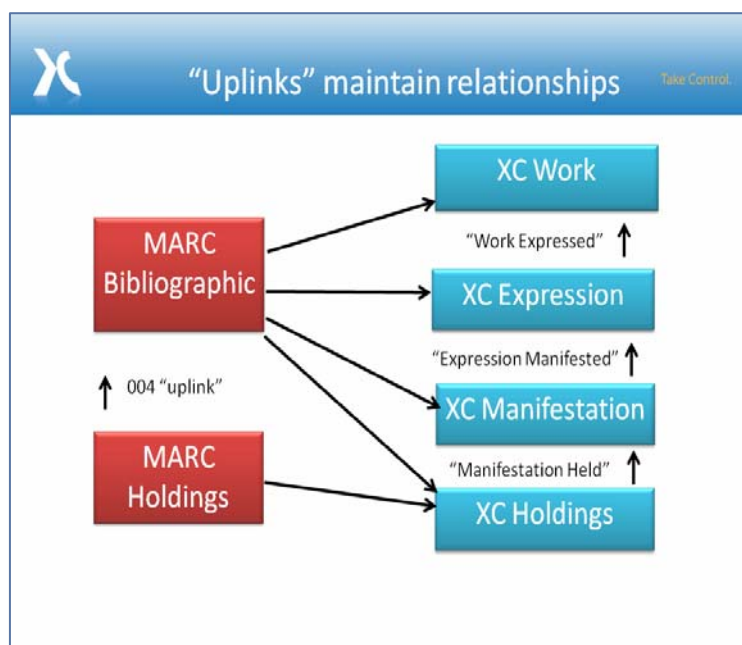 “Uplinks” maintain relationships
Take Control.
MARC
Bibliographic
004 “uplink”
MARC
Holdings
XC Work
“Work Expressed”
XC Expression
“Expression Manifested”
XC Manifestation
“Manifestation Held”
XC Holdings